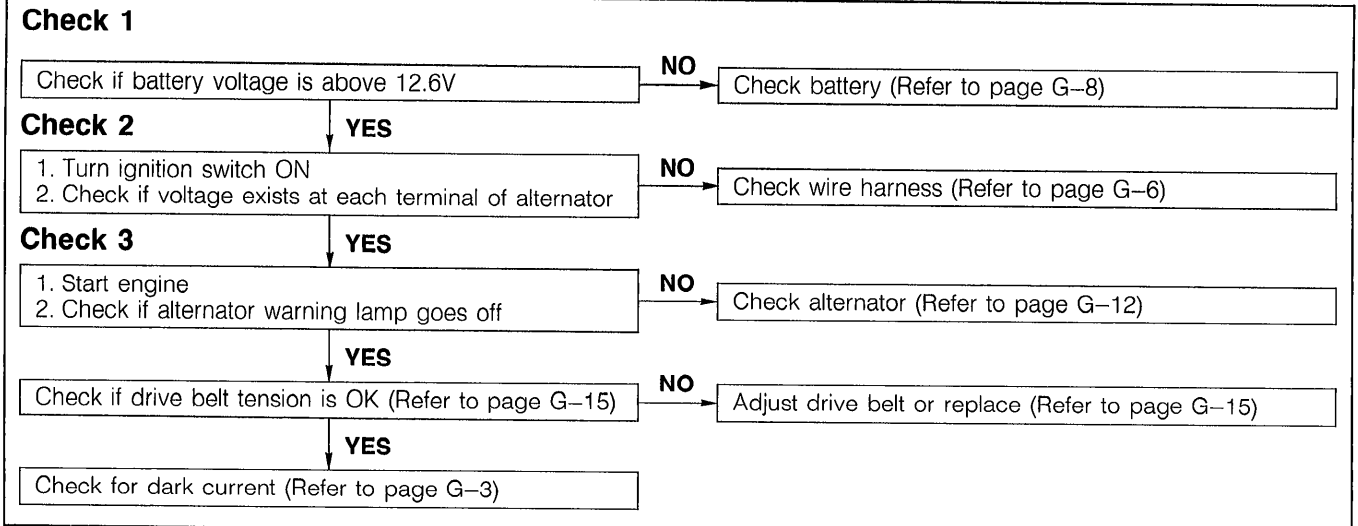 Check 1
Check if battery voltage is above 12.6V
NO
Check battery (Refer to page G–8)
YES
Check 2
1. Turn ignition switch ON
2. Check if voltage exists at each terminal of alternator
NO
Check wire harness (Refer to page G–6)
YES
Check 3
1. Start engine
2. Check if alternator warning lamp goes off
NO
Check alternator (Refer to page G–12)
YES
Check if drive belt tension is OK (Refer to page G–15)
NO
Adjust drive belt or replace (Refer to page G–15)
YES
Check for dark current (Refer to page G–3)